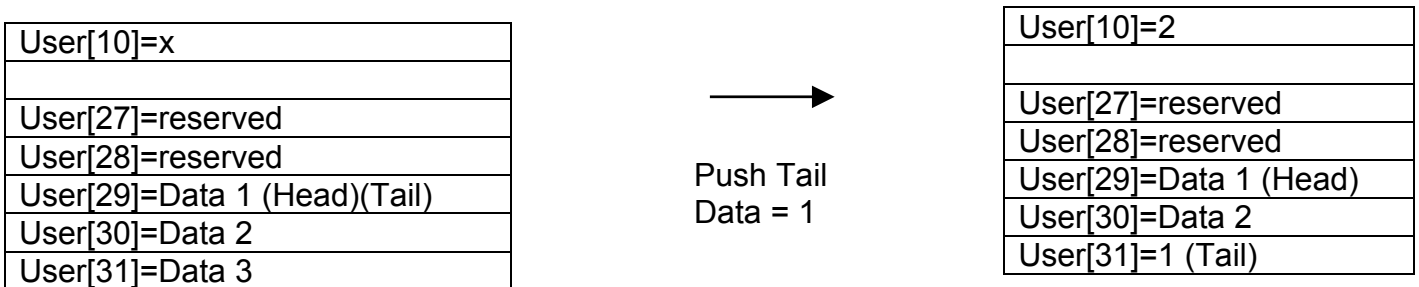 User[10]=x
User[27]=reserved
User[28]=reserved
User[29]=Data 1 (Head)(Tail)
User[30]=Data 2
User[31]=Data 3
Push Tail
Data = 1
User[10]=2
User[27]=reserved
User[28]=reserved
User[29]=Data 1 (Head)
User[30]=Data 2
User[31]=1 (Tail)